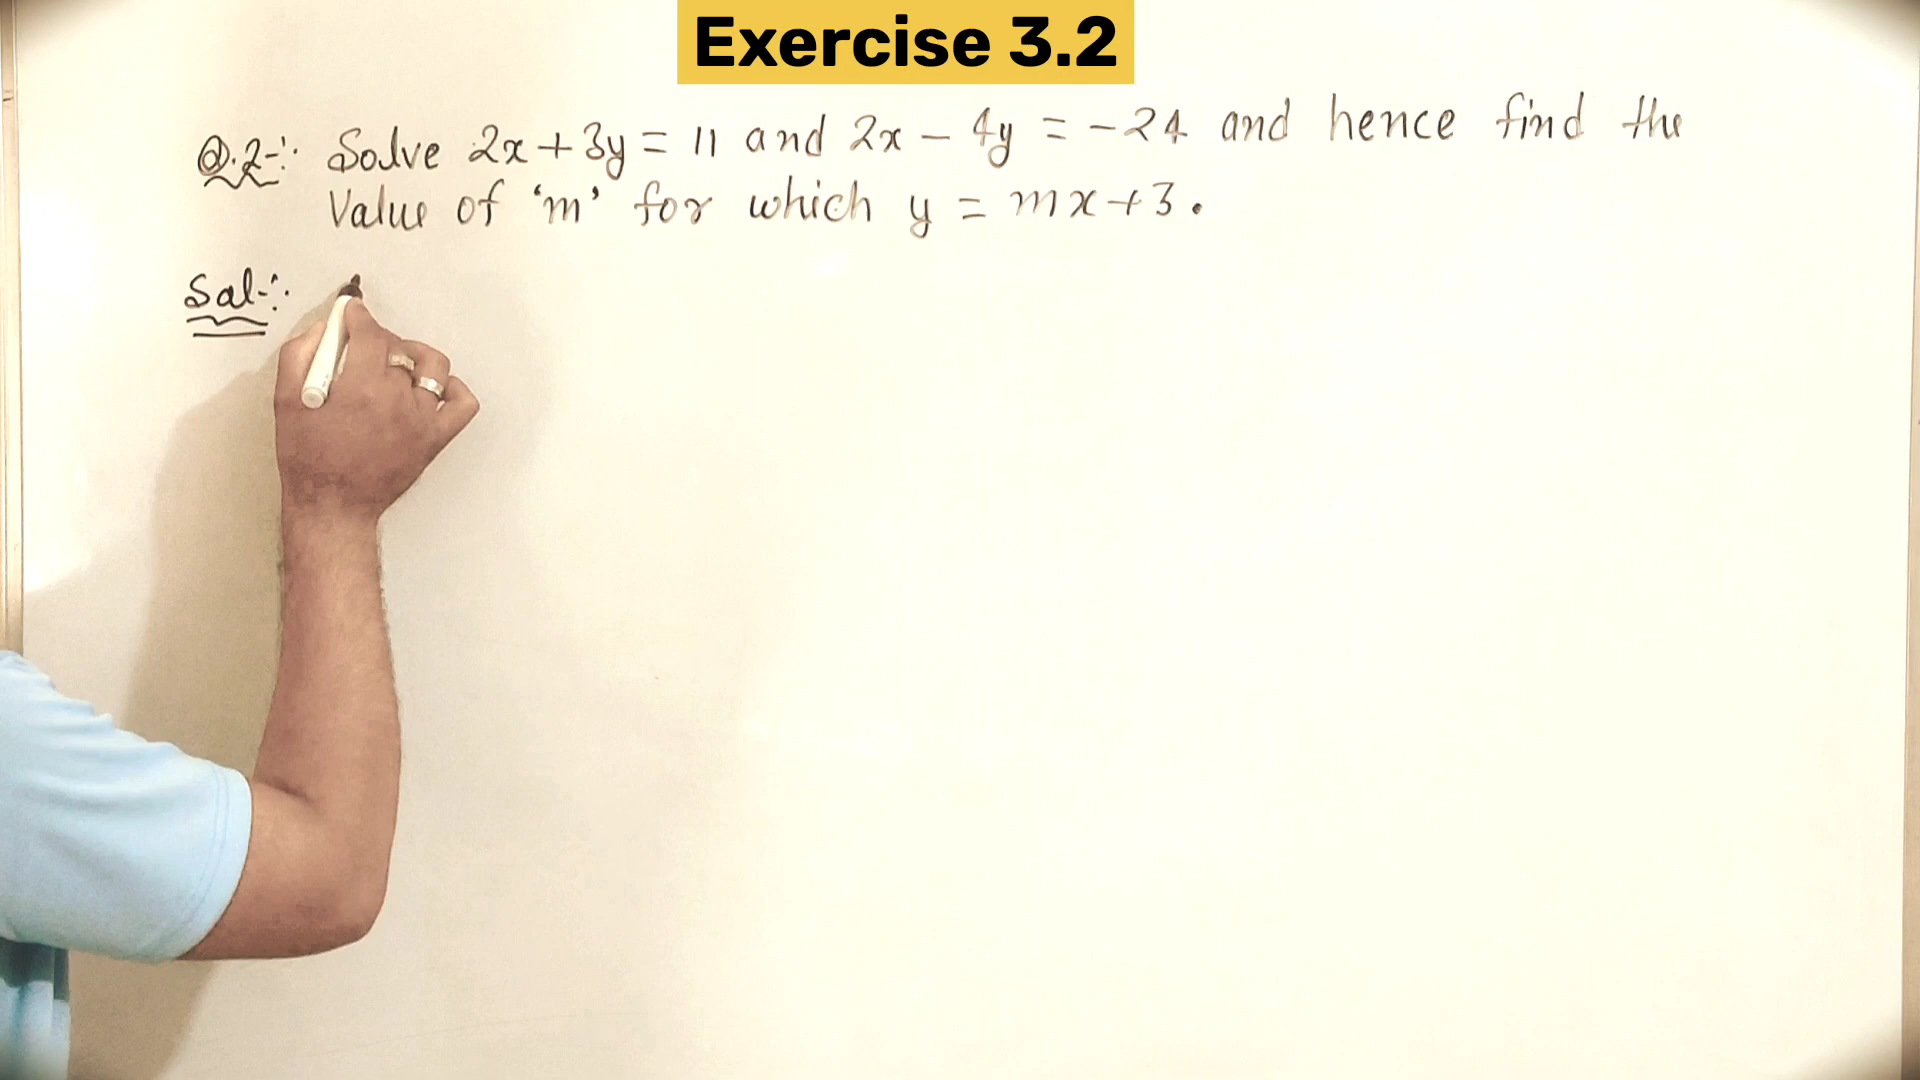 Exercise 3.2
Q.2-:· Solve 2x + 3y = 11 and 2x - 4y = -24 and hence find the
Value of 'm' for which y = mx+3.
Sol-:·